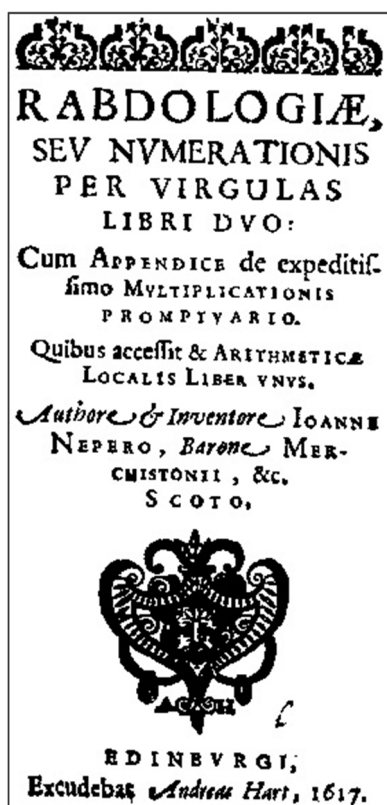 RABDOLOGIÆ,
SEV NVMERATIONIS
PER VIRGULAS
LIBRI DVO:
Cum APPENDICE de expeditiſ-
ſimo MVLTIPLICATIONIS
PROMPTVARIO.
Quibus acceſſit & ARITHMETICÆ
LOCALIS LIBER VNVS.
Authore & Inventore IOANNE
NEPERO, Barone MER-
CHISTONII, &c.
SCOTO.
A H
EDINBVRGI,
Excudebat Andreas Hart, 1617.